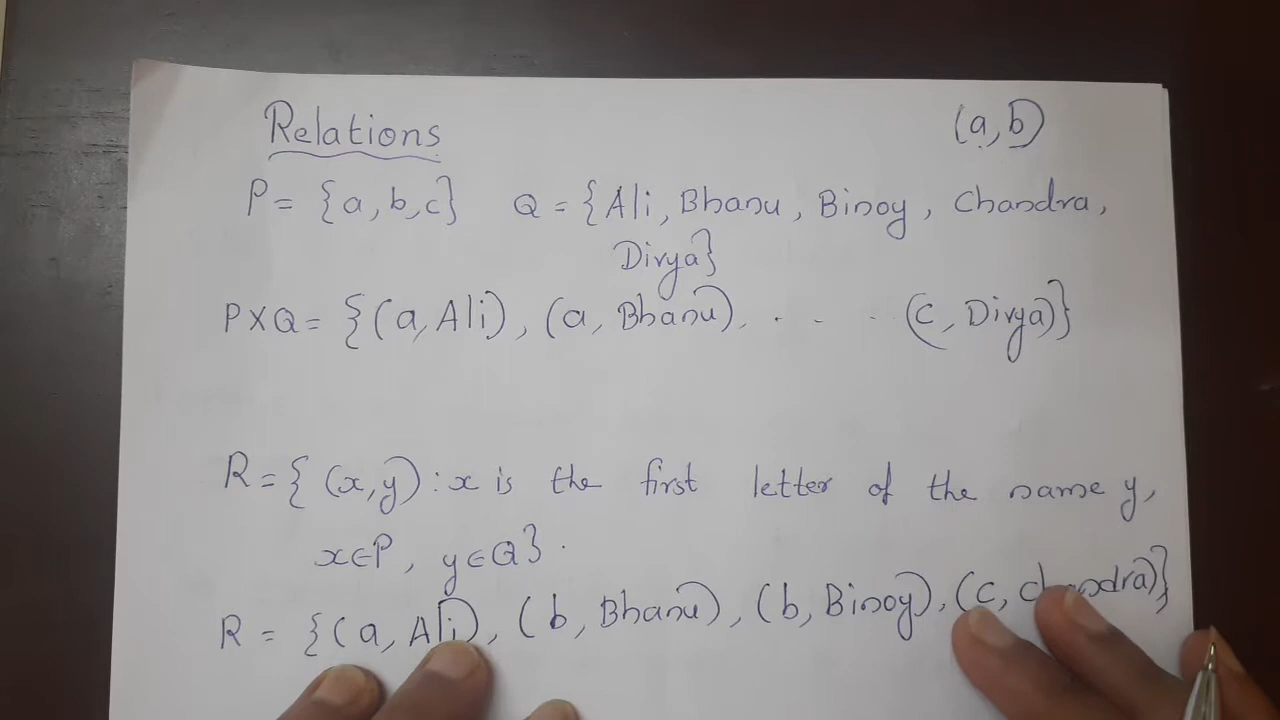 Relations
(a, b)
P = {a, b, c} Q = {Ali, Bhanu, Binoy, Chandra,
Divya}
P X Q = {(a, Ali), (a, Bhanu), . . . (c, Divya)}
R = { (x, y) : x is the first letter of the name y,
x ∈ P, y ∈ Q}.
R = {(a, Ali), (b, Bhanu), (b, Binoy), (c, Chandra)}